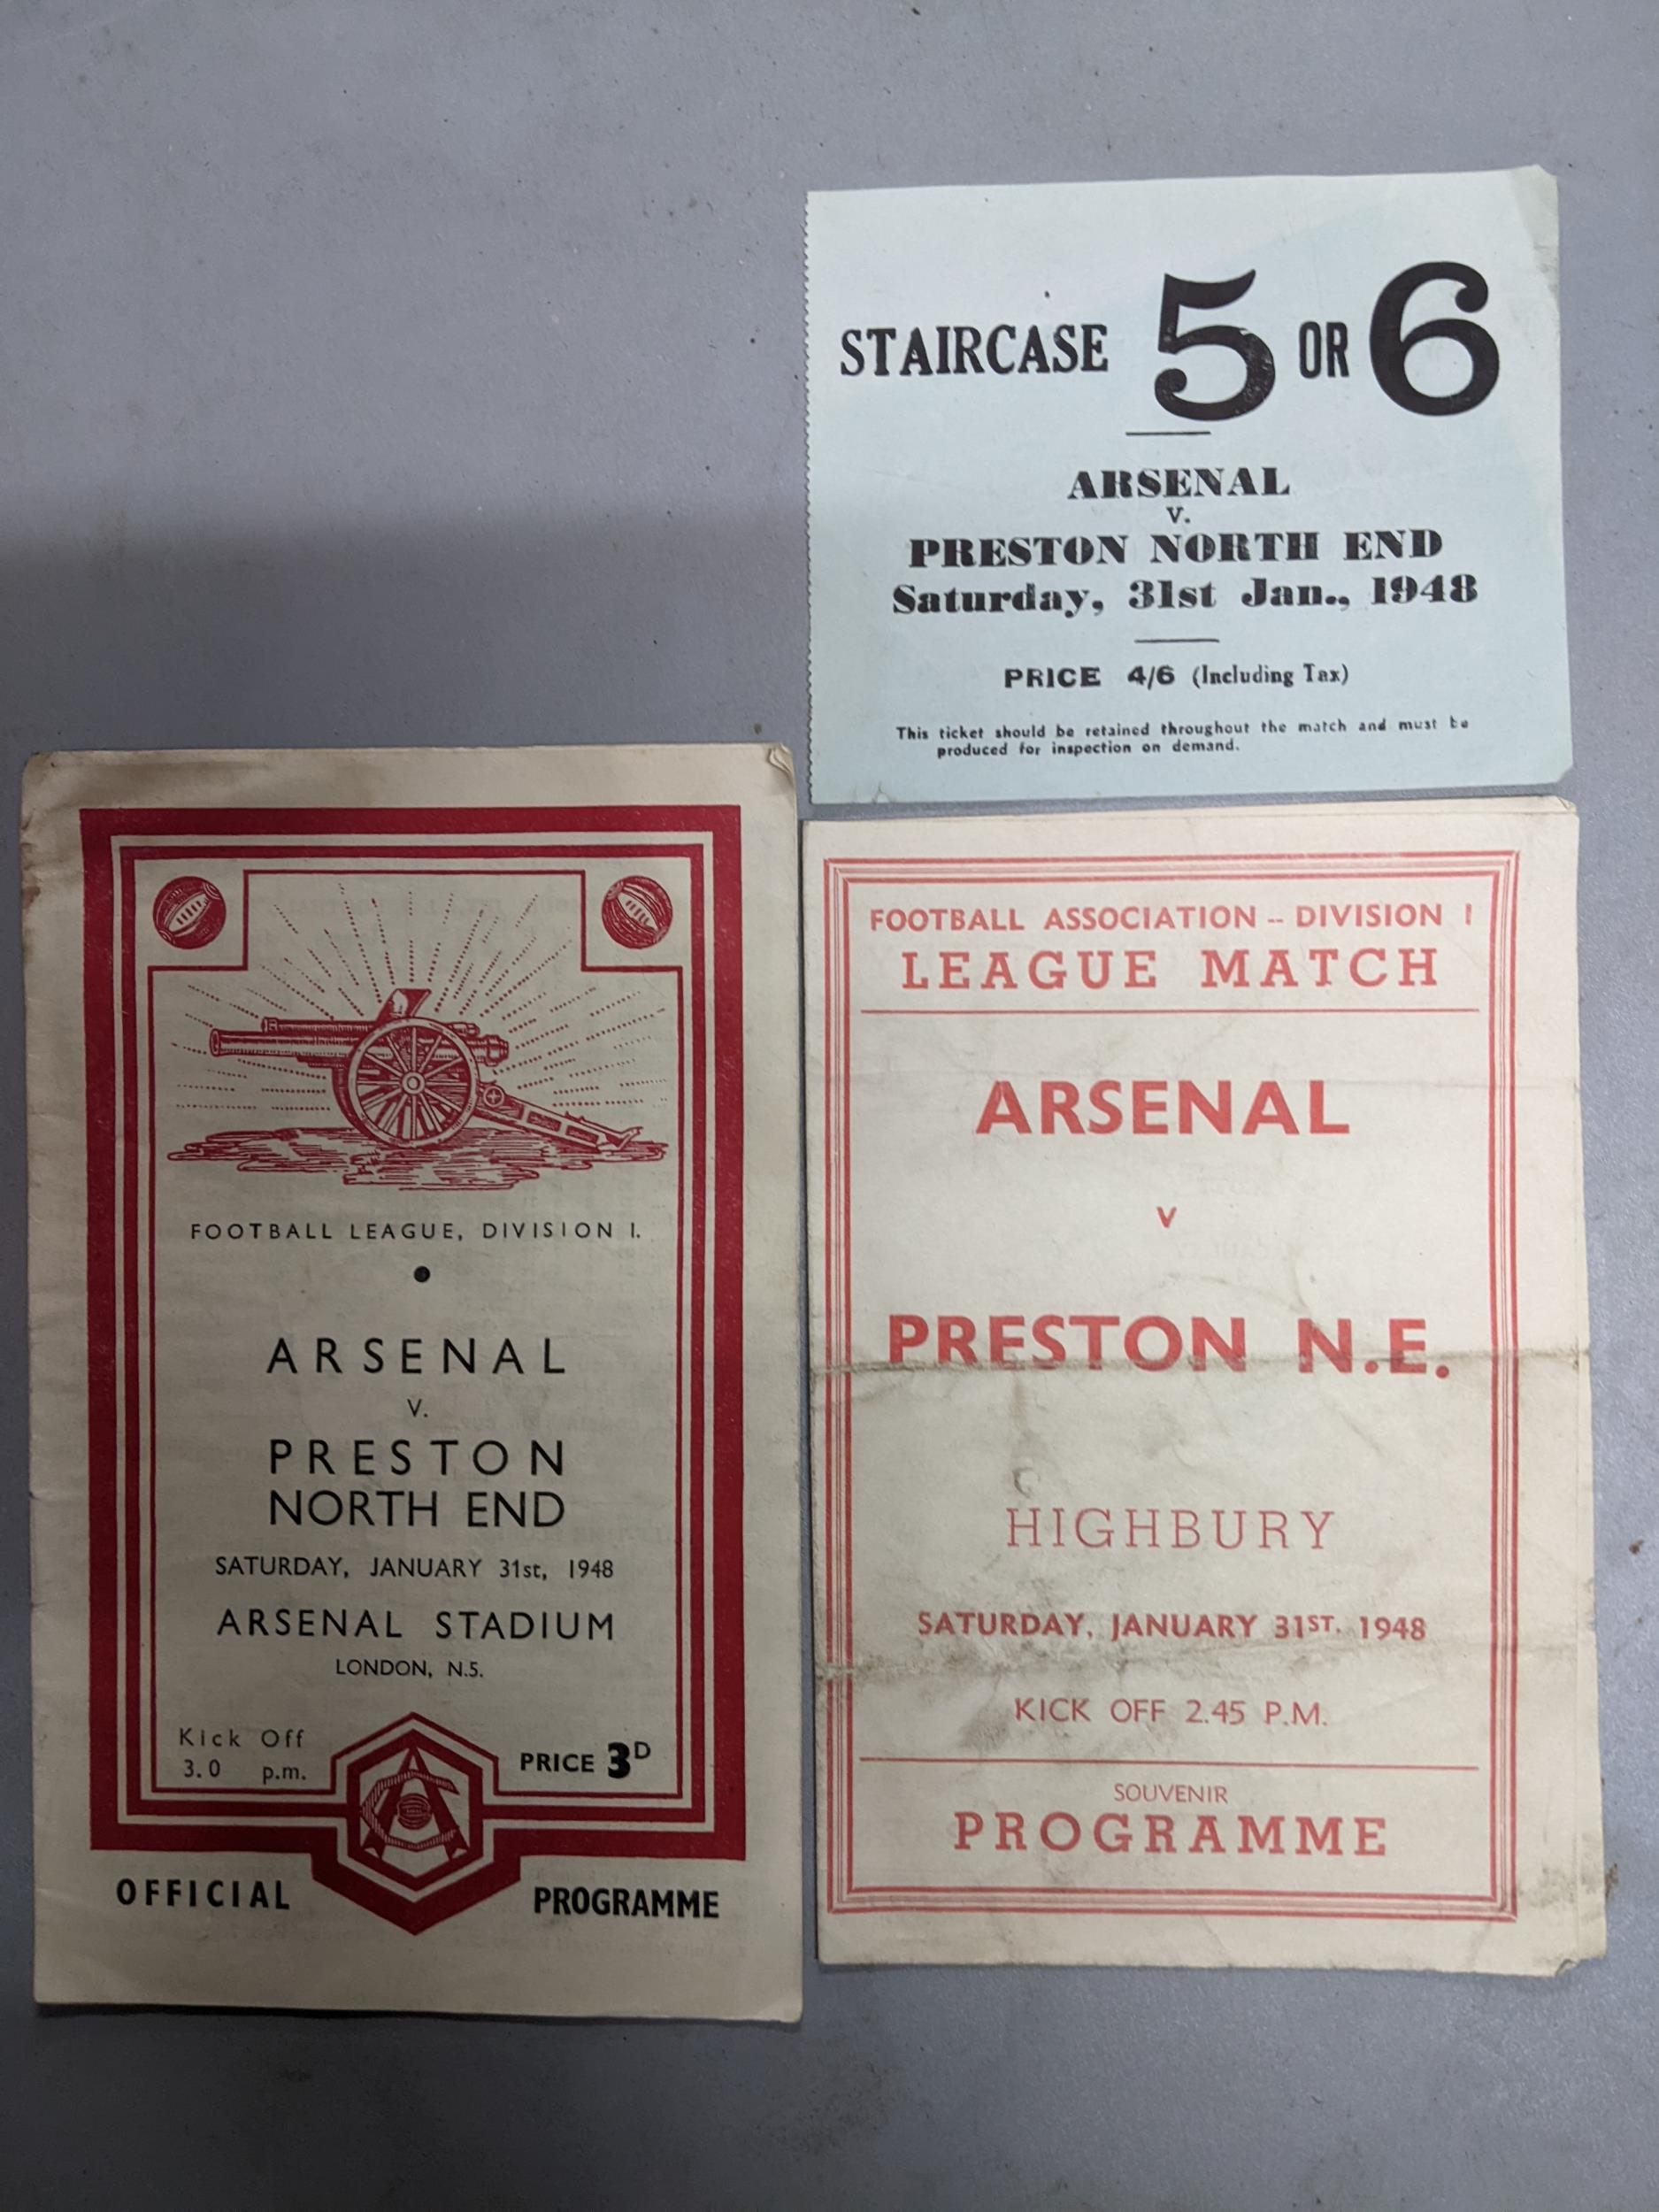 STAIRCASE 5 OR 6
ARSENAL
V.
PRESTON NORTH END
Saturday, 31st Jan., 1948
PRICE 4/6 (Including Tax)
This ticket should be retained throughout the match and must be
produced for inspection on demand.
FOOTBALL LEAGUE, DIVISION I.
ARSENAL
V.
PRESTON
NORTH END
SATURDAY, JANUARY 31st, 1948
ARSENAL STADIUM
LONDON, N.5.
Kick Off
3.0 p.m.
PRICE 3D
OFFICIAL PROGRAMME
FOOTBALL ASSOCIATION -- DIVISION I
LEAGUE MATCH
ARSENAL
v
PRESTON N.E.
HIGHBURY
SATURDAY, JANUARY 31ST. 1948
KICK OFF 2.45 P.M.
SOUVENIR
PROGRAMME